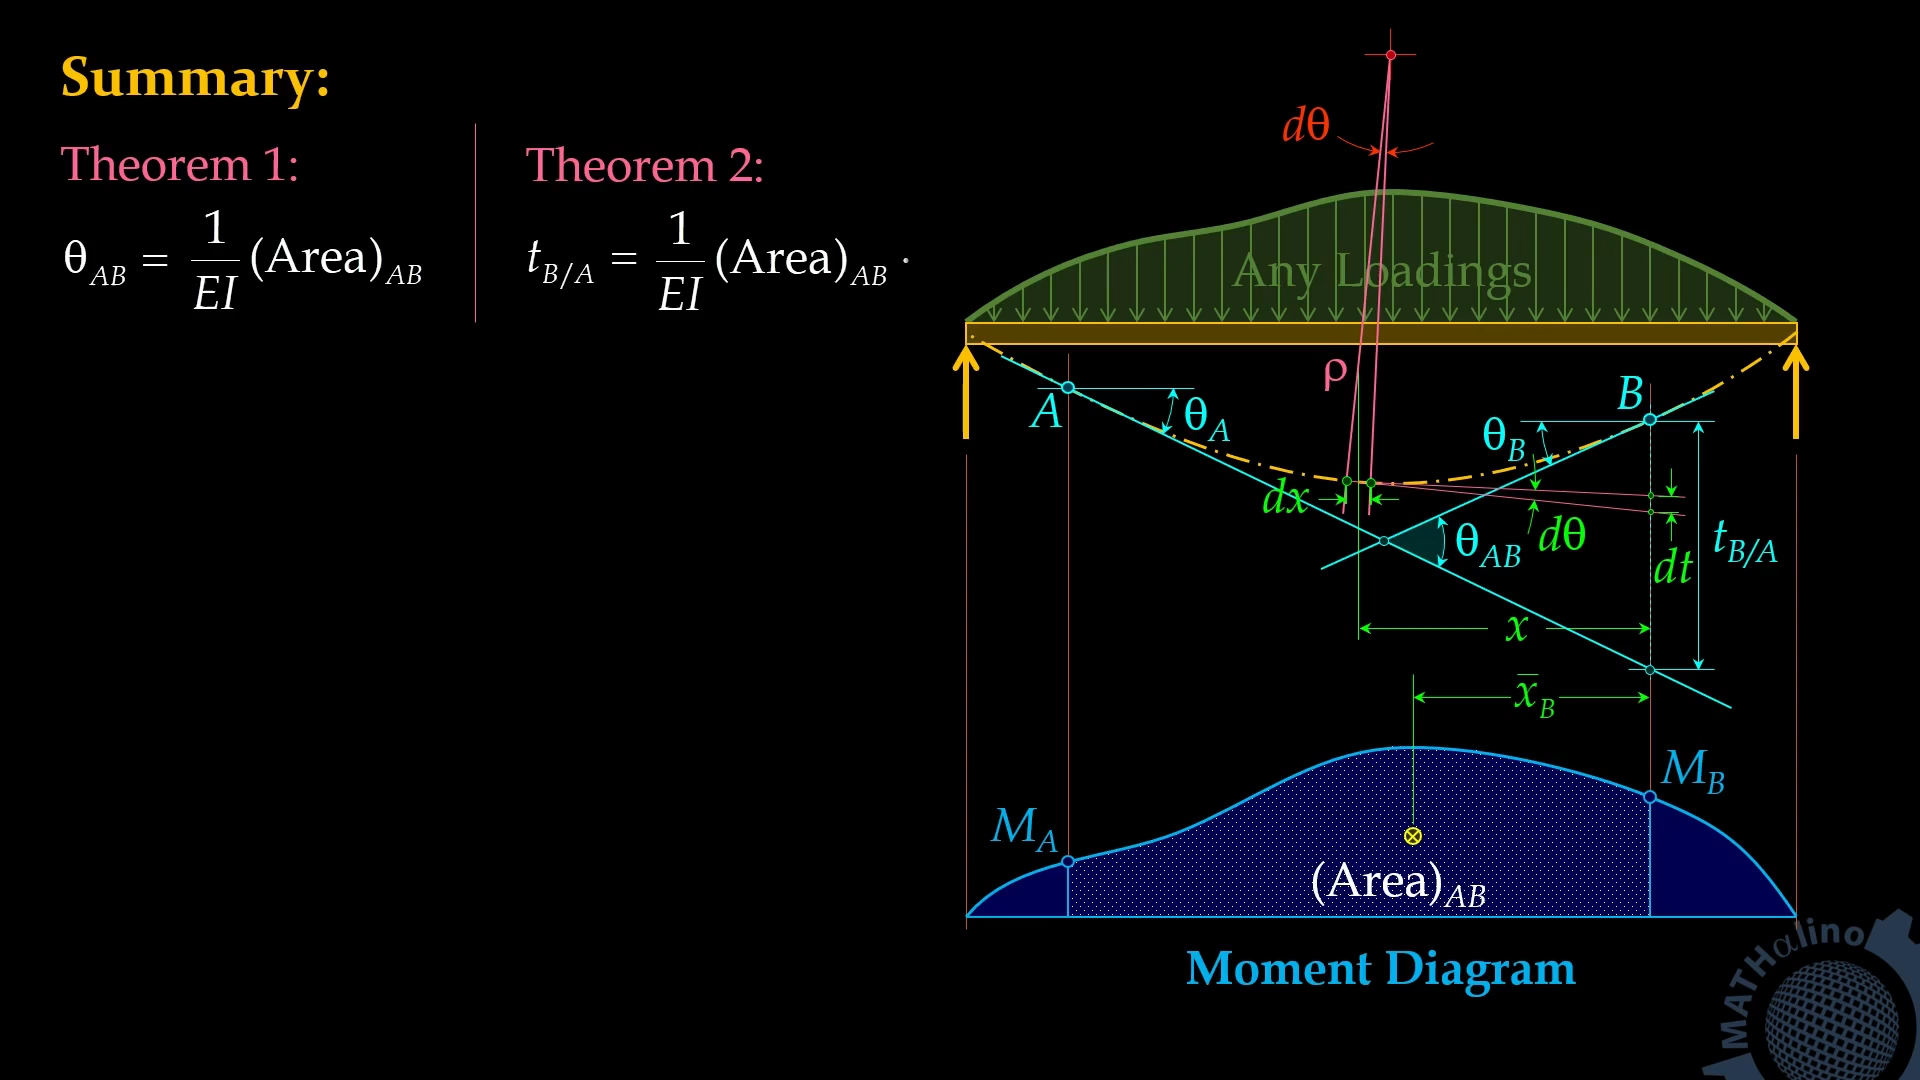 Summary:
Theorem 1:
θ_AB = 1/EI (Area)_AB
Theorem 2:
t_B/A = 1/EI (Area)_AB ·
dθ
Any Loadings
ρ
A
θ_A
B
θ_B
dx
θ_AB
dθ
dt
t_B/A
x
x̄_B
M_A
M_B
(Area)_AB
Moment Diagram
MATHalino